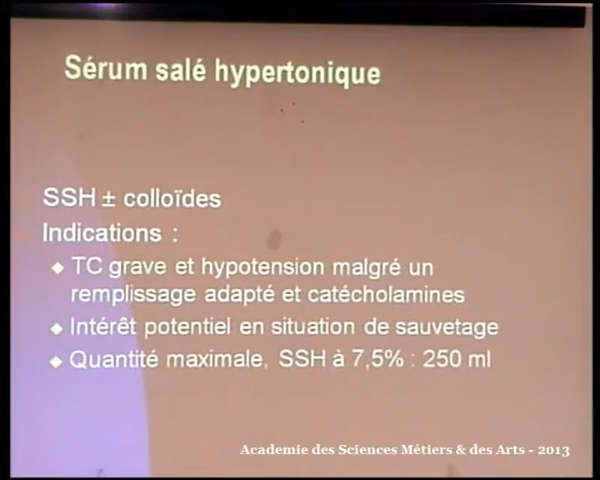 Sérum salé hypertonique
SSH ± colloïdes
Indications :
◆ TC grave et hypotension malgré un
remplissage adapté et catécholamines
◆ Intérêt potentiel en situation de sauvetage
◆ Quantité maximale, SSH à 7,5% : 250 ml
Academie des Sciences Métiers & des Arts - 2013